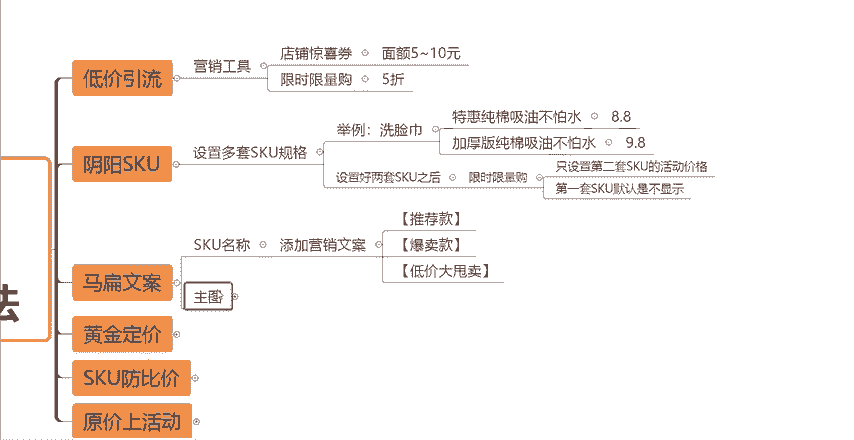 低价引流
营销工具
店铺惊喜券
面额5~10元
限时限量购
5折
阴阳SKU
设置多套SKU规格
举例：洗脸巾
特惠纯棉吸油不怕水
8.8
加厚版纯棉吸油不怕水
9.8
设置好两套SKU之后
限时限量购
只设置第二套SKU的活动价格
第一套SKU默认是不显示
马扁文案
SKU名称
添加营销文案
【推荐款】
【爆卖款】
【低价大甩卖】
主图
法
黄金定价
SKU防比价
原价上活动